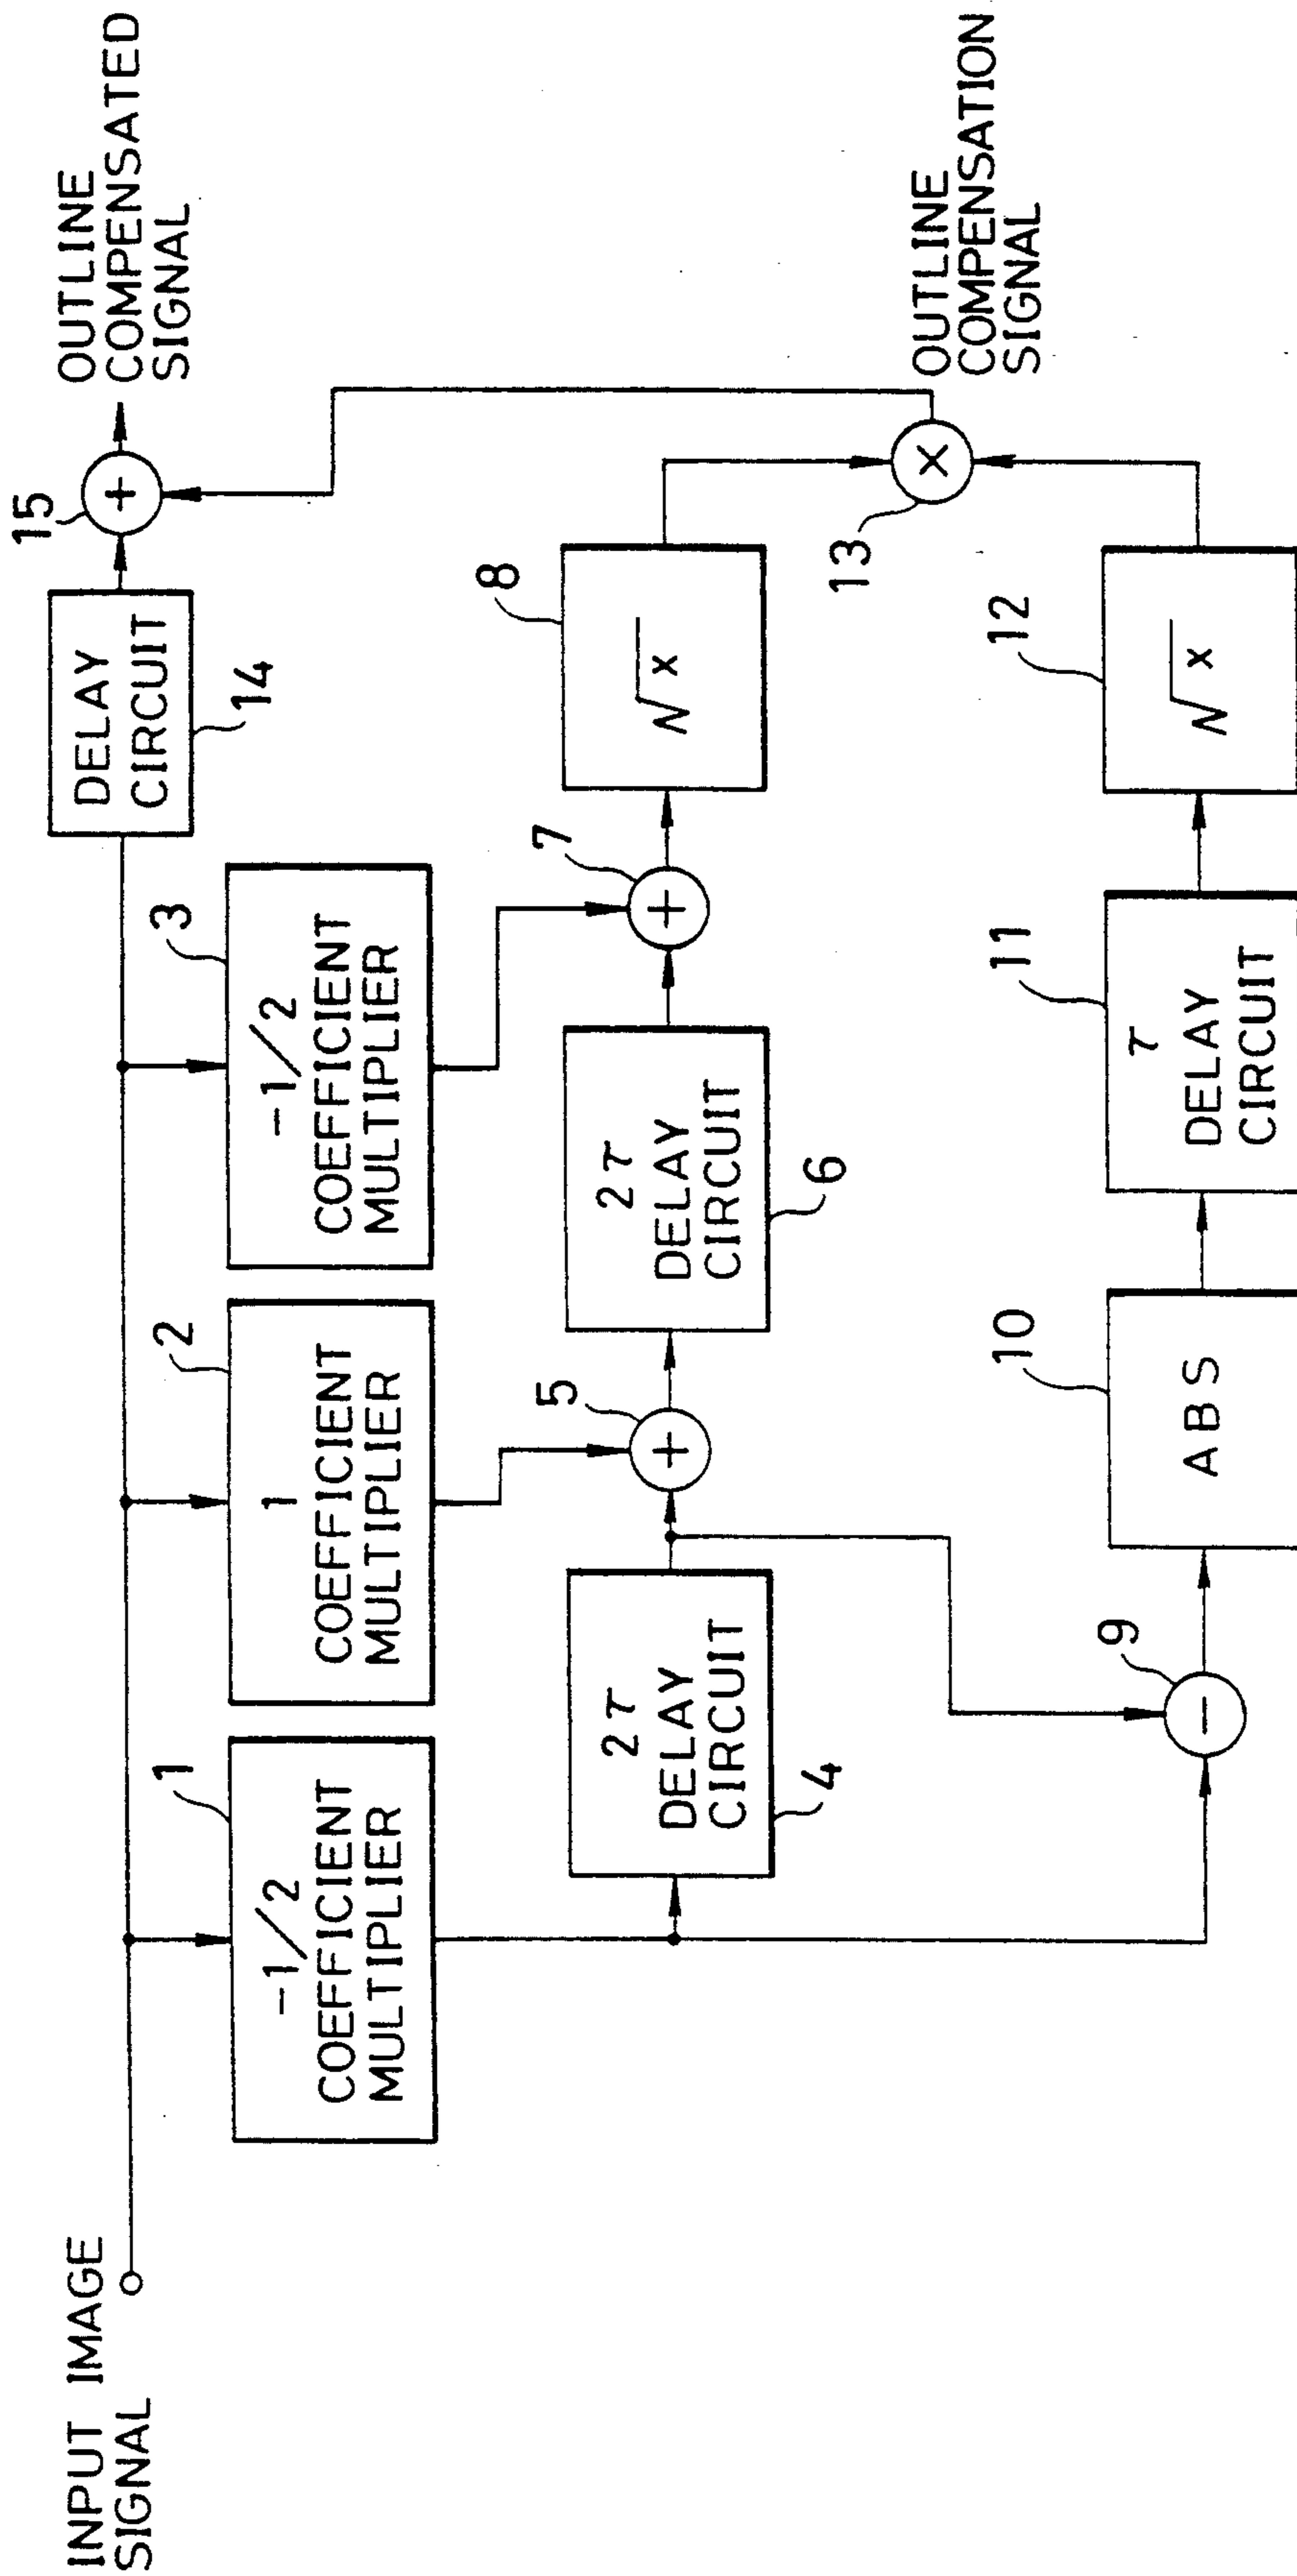 INPUT IMAGE
SIGNAL
1
-1/2
COEFFICIENT
MULTIPLIER
2
1
COEFFICIENT
MULTIPLIER
3
-1/2
COEFFICIENT
MULTIPLIER
DELAY
CIRCUIT
14
15
+
OUTLINE
COMPENSATED
SIGNAL
2τ
DELAY
CIRCUIT
4
5
+
2τ
DELAY
CIRCUIT
6
7
+
8
√x
13
×
OUTLINE
COMPENSATION
SIGNAL
9
-
10
ABS
11
τ
DELAY
CIRCUIT
12
√x